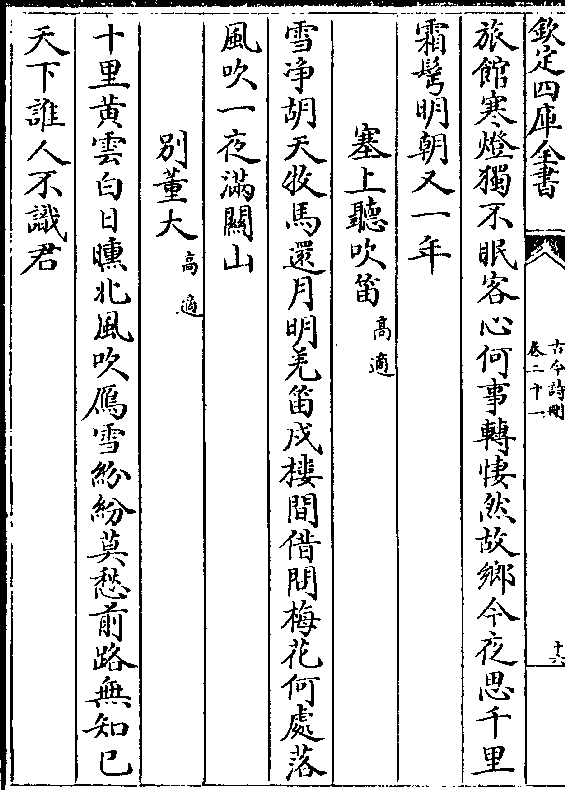 欽定四庫全書
古今詩刪
卷二十一
十六
旅館寒燈獨不眠客心何事轉悽然故鄉今夜思千里
霜髩明朝又一年
塞上聽吹笛高適
雪净胡天牧馬還月明羌笛戍樓間借問梅花何處落
風吹一夜滿關山
別董大高適
十里黃雲白日曛北風吹鴈雪紛紛莫愁前路無知己
天下誰人不識君